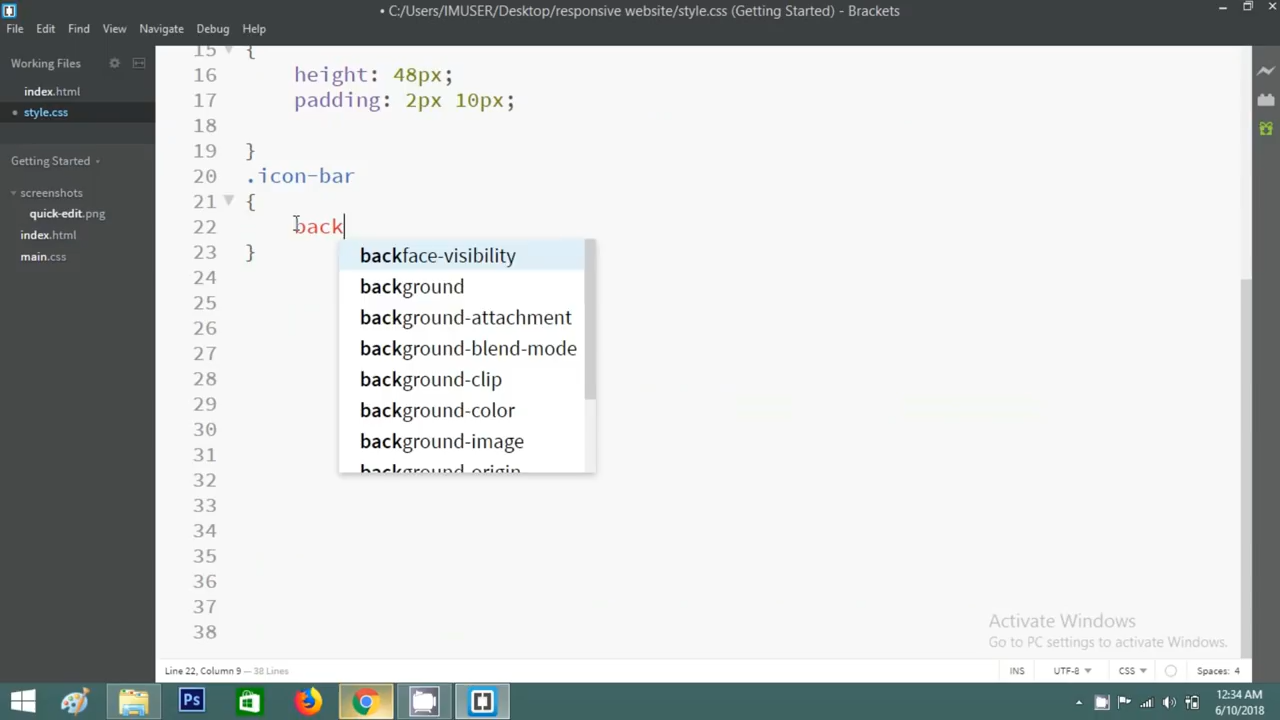 • C:/Users/IMUSER/Desktop/responsive website/style.css (Getting Started) - Brackets
File Edit Find View Navigate Debug Help
Working Files
index.html
• style.css
Getting Started
screenshots
quick-edit.png
index.html
main.css
15 {
16 height: 48px;
17 padding: 2px 10px;
18
19 }
20 .icon-bar
21 {
22 back
23 }
24
25
26
27
28
29
30
31
32
33
34
35
36
37
38
backface-visibility
background
background-attachment
background-blend-mode
background-clip
background-color
background-image
background-origin
Activate Windows
Go to PC settings to activate Windows.
Line 22, Column 9 — 38 Lines
INS UTF-8 CSS Spaces: 4
Ps
12:34 AM
6/10/2018